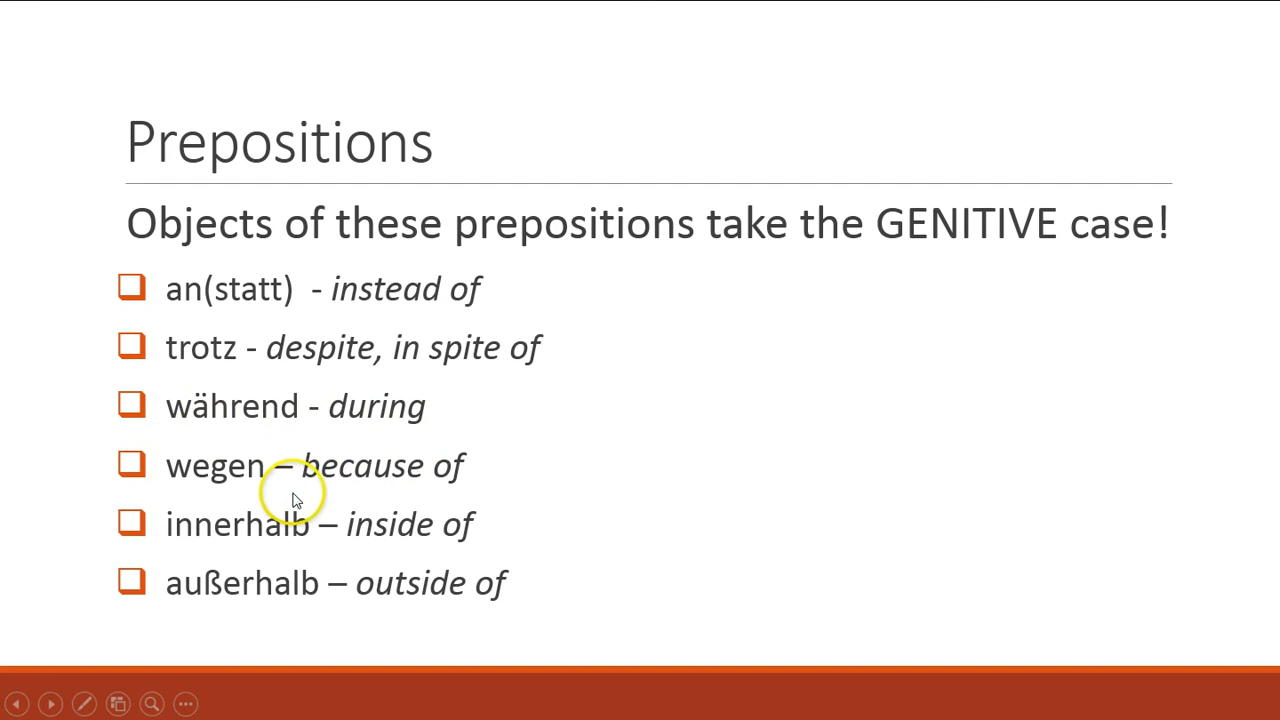 Prepositions
Objects of these prepositions take the GENITIVE case!
an(statt)  - instead of
trotz - despite, in spite of
während - during
wegen – because of
innerhalb – inside of
außerhalb – outside of